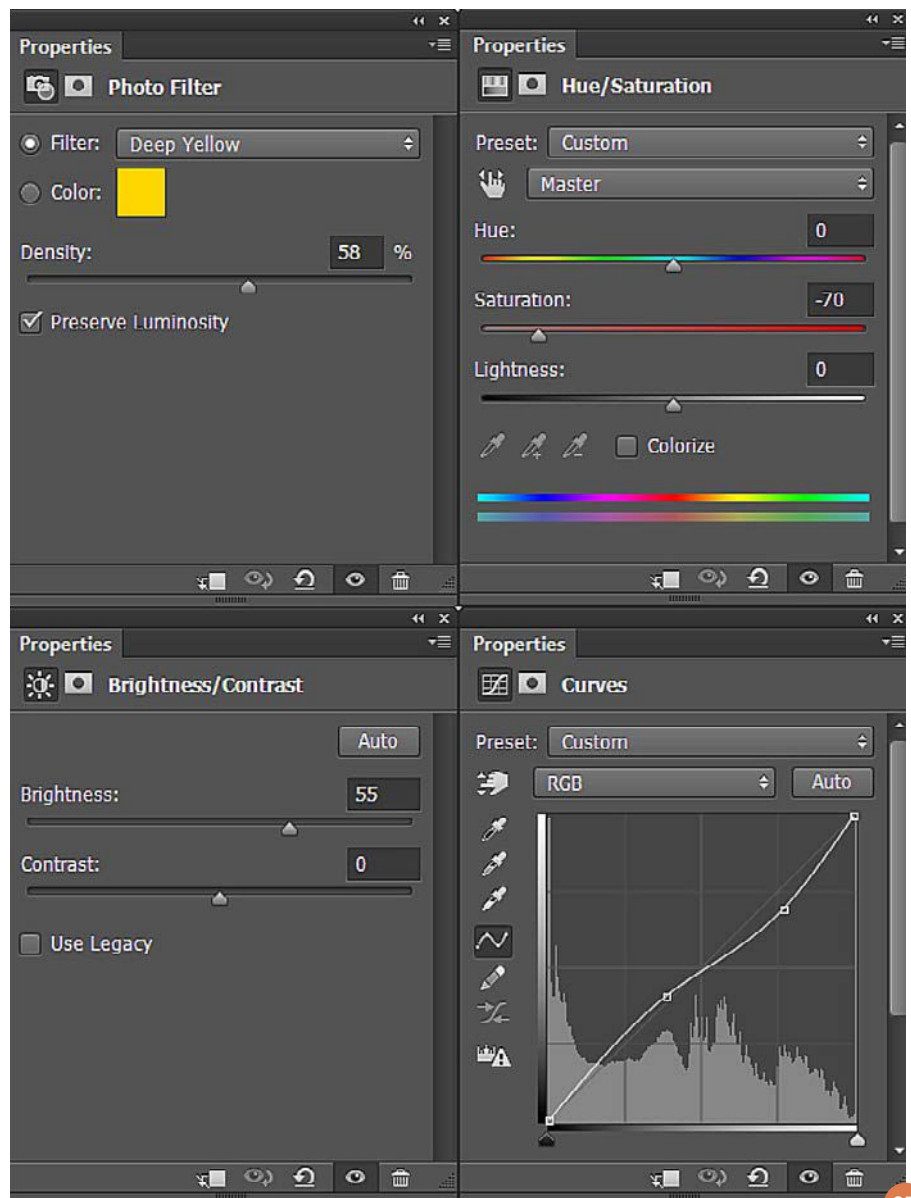 Properties
Photo Filter
Filter: Deep Yellow
Color:
Density: 58 %
Preserve Luminosity
Properties
Hue/Saturation
Preset: Custom
Master
Hue: 0
Saturation: -70
Lightness: 0
Colorize
Properties
Brightness/Contrast
Auto
Brightness: 55
Contrast: 0
Use Legacy
Properties
Curves
Preset: Custom
RGB Auto